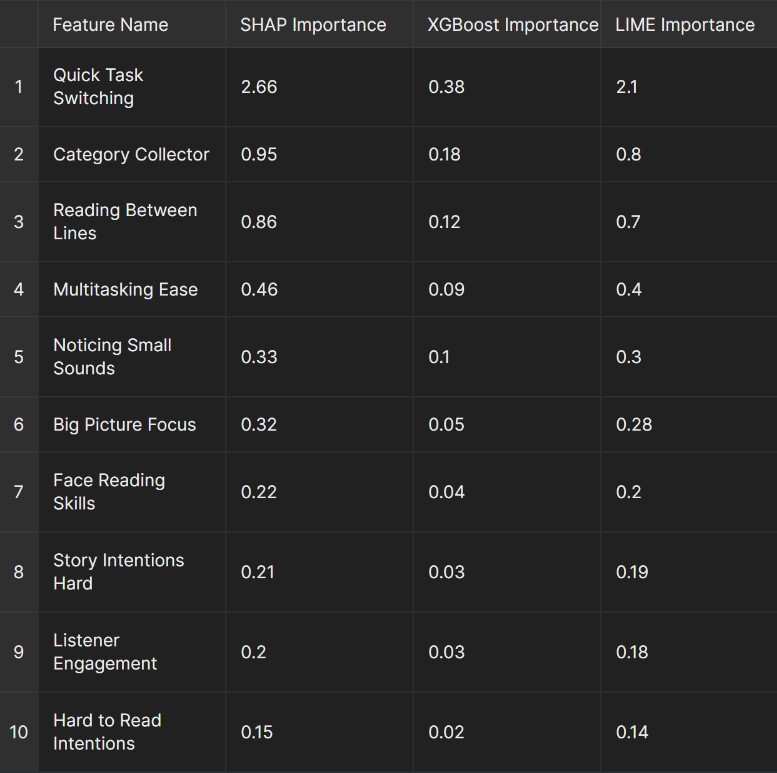 Feature Name SHAP Importance XGBoost Importance LIME Importance
1 Quick Task Switching 2.66 0.38 2.1
2 Category Collector 0.95 0.18 0.8
3 Reading Between Lines 0.86 0.12 0.7
4 Multitasking Ease 0.46 0.09 0.4
5 Noticing Small Sounds 0.33 0.1 0.3
6 Big Picture Focus 0.32 0.05 0.28
7 Face Reading Skills 0.22 0.04 0.2
8 Story Intentions Hard 0.21 0.03 0.19
9 Listener Engagement 0.2 0.03 0.18
10 Hard to Read Intentions 0.15 0.02 0.14